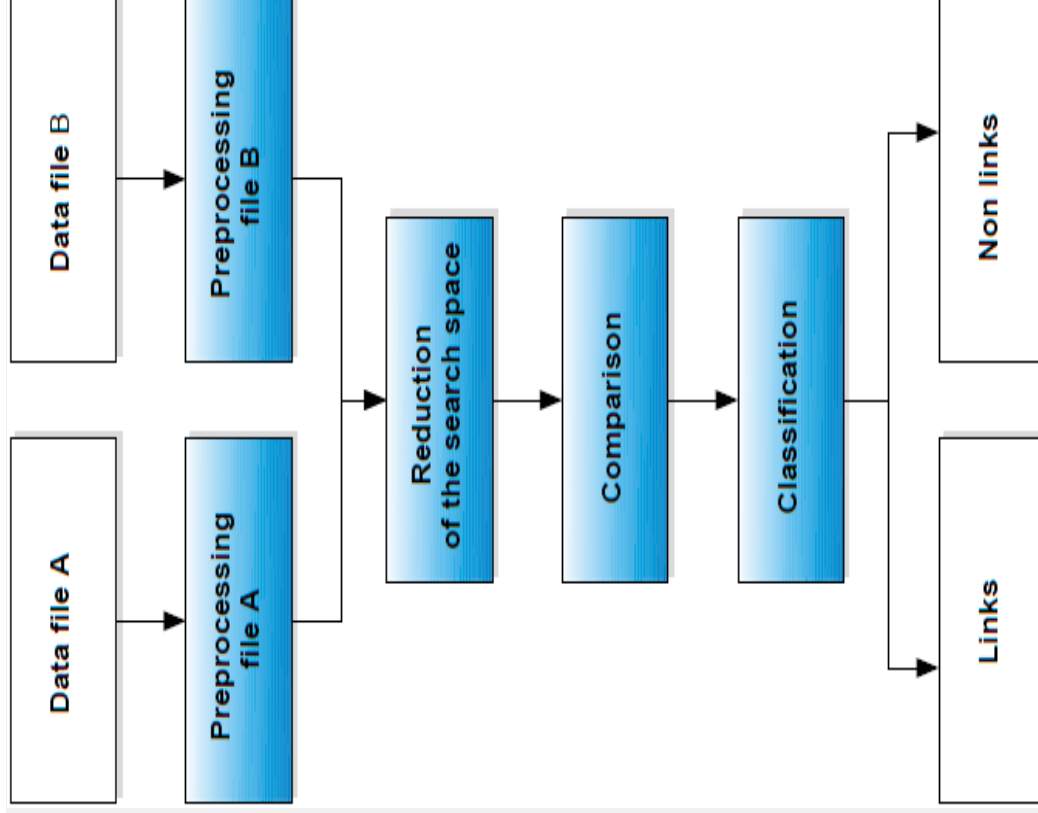 Data file A
Data file B
Preprocessing
file A
Preprocessing
file B
Reduction
of the search space
Comparison
Classification
Links
Non links